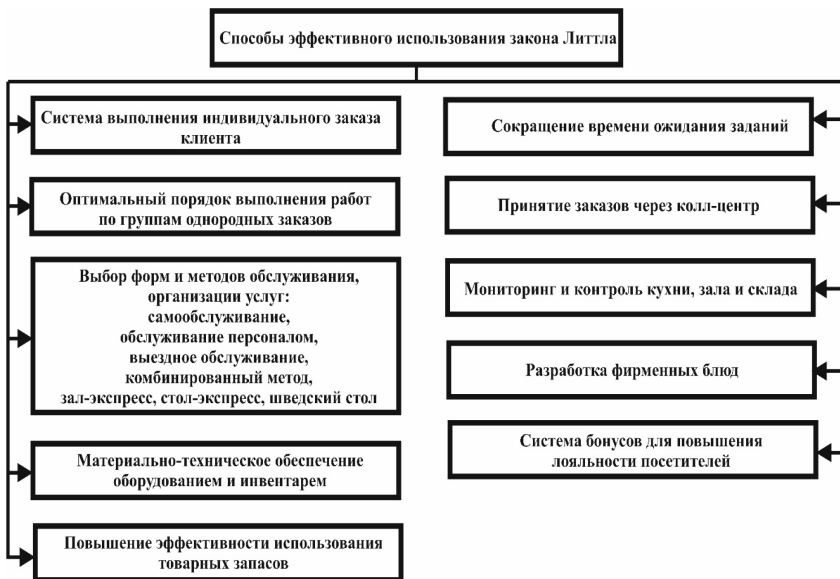 Способы эффективного использования закона Литтла
Система выполнения индивидуального заказа
клиента
Оптимальный порядок выполнения работ
по группам однородных заказов
Выбор форм и методов обслуживания,
организации услуг:
самообслуживание,
обслуживание персоналом,
выездное обслуживание,
комбинированный метод,
зал-экспресс, стол-экспресс, шведский стол
Материально-техническое обеспечение
оборудованием и инвентарем
Повышение эффективности использования
товарных запасов
Сокращение времени ожидания заданий
Принятие заказов через колл-центр
Мониторинг и контроль кухни, зала и склада
Разработка фирменных блюд
Система бонусов для повышения
лояльности посетителей